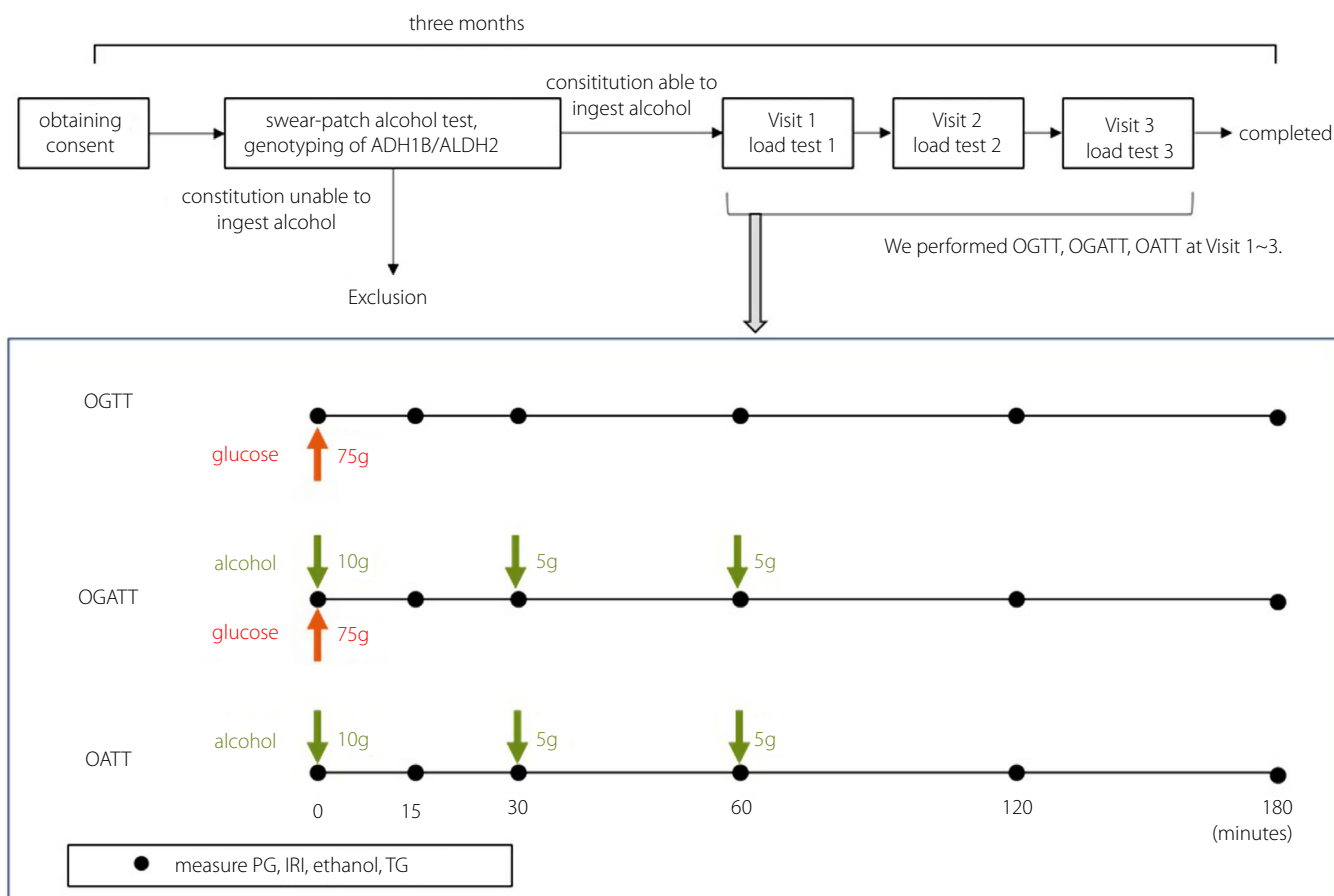 three months
obtaining
consent
swear-patch alcohol test,
genotyping of ADH1B/ALDH2
consititution able to
ingest alcohol
Visit 1
load test 1
Visit 2
load test 2
Visit 3
load test 3
completed
constitution unable to
ingest alcohol
Exclusion
We performed OGTT, OGATT, OATT at Visit 1~3.
OGTT
glucose 75g
alcohol 10g 5g 5g
OGATT
glucose 75g
alcohol 10g 5g 5g
OATT
0 15 30 60 120 180
(minutes)
measure PG, IRI, ethanol, TG